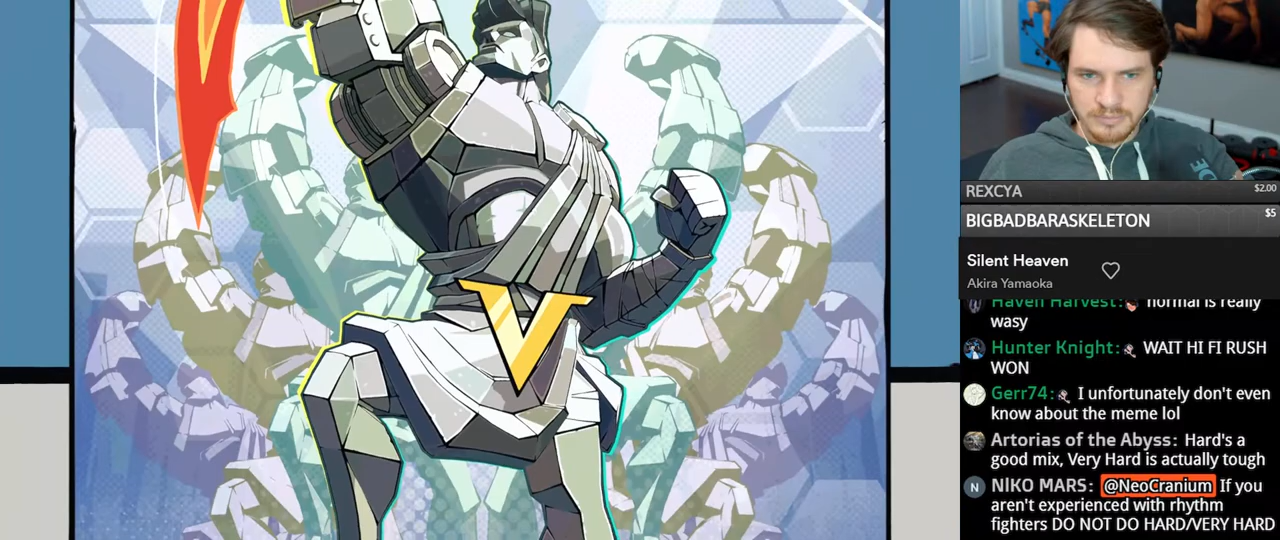 V
REXCYA
$2.00
BIGBADBARASKELETON
$5
Silent Heaven
Akira Yamaoka
Haven Harvest: normal is really
wasy
Hunter Knight: WAIT HI FI RUSH
WON
Gerr74: I unfortunately don't even
know about the meme lol
Artorias of the Abyss: Hard's a
good mix, Very Hard is actually tough
N NIKO MARS: @NeoCranium If you
aren't experienced with rhythm
fighters DO NOT DO HARD/VERY HARD